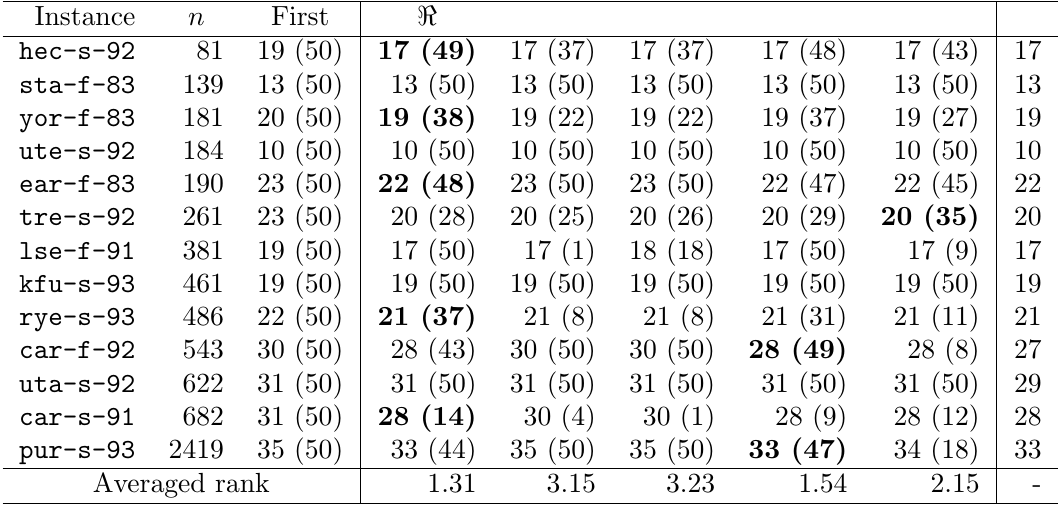 Instance n First ℜ
hec-s-92 81 19 (50) 17 (49) 17 (37) 17 (37) 17 (48) 17 (43) 17
sta-f-83 139 13 (50) 13 (50) 13 (50) 13 (50) 13 (50) 13 (50) 13
yor-f-83 181 20 (50) 19 (38) 19 (22) 19 (22) 19 (37) 19 (27) 19
ute-s-92 184 10 (50) 10 (50) 10 (50) 10 (50) 10 (50) 10 (50) 10
ear-f-83 190 23 (50) 22 (48) 23 (50) 23 (50) 22 (47) 22 (45) 22
tre-s-92 261 23 (50) 20 (28) 20 (25) 20 (26) 20 (29) 20 (35) 20
lse-f-91 381 19 (50) 17 (50) 17 (1) 18 (18) 17 (50) 17 (9) 17
kfu-s-93 461 19 (50) 19 (50) 19 (50) 19 (50) 19 (50) 19 (50) 19
rye-s-93 486 22 (50) 21 (37) 21 (8) 21 (8) 21 (31) 21 (11) 21
car-f-92 543 30 (50) 28 (43) 30 (50) 30 (50) 28 (49) 28 (8) 27
uta-s-92 622 31 (50) 31 (50) 31 (50) 31 (50) 31 (50) 31 (50) 29
car-s-91 682 31 (50) 28 (14) 30 (4) 30 (1) 28 (9) 28 (12) 28
pur-s-93 2419 35 (50) 33 (44) 35 (50) 35 (50) 33 (47) 34 (18) 33
Averaged rank 1.31 3.15 3.23 1.54 2.15 -